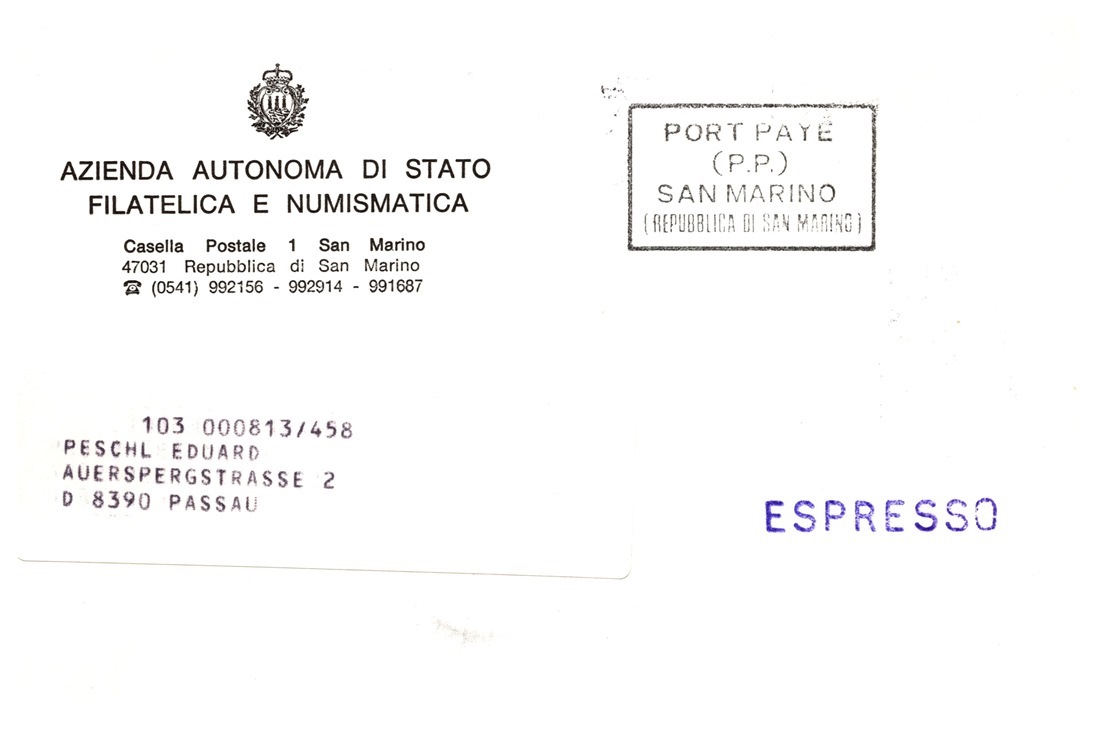 AZIENDA AUTONOMA DI STATO
FILATELICA E NUMISMATICA
Casella Postale 1 San Marino
47031 Repubblica di San Marino
☎ (0541) 992156 - 992914 - 991687
PORT PAYÉ
(P.P.)
SAN MARINO
(REPUBBLICA DI SAN MARINO)
103 000813/458
PESCHL EDUARD
AUERSPERGSTRASSE 2
D 8390 PASSAU
ESPRESSO